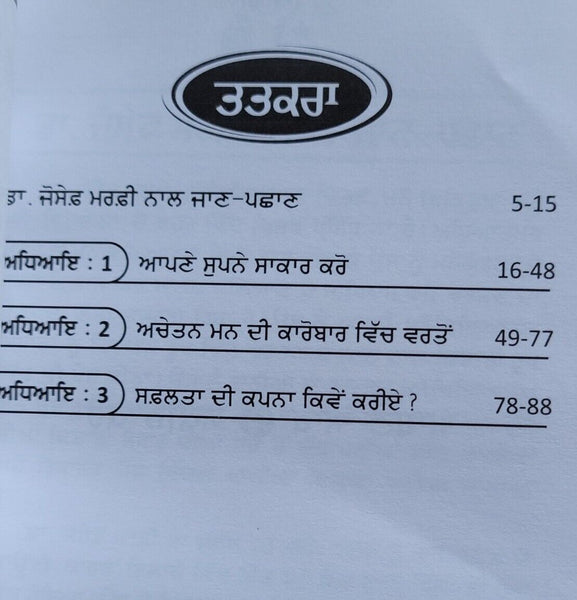 ਤਤਕਰਾ
ਡਾ. ਜੋਸੇਫ਼ ਮਰਫ਼ੀ ਨਾਲ ਜਾਣ-ਪਛਾਣ 5-15
ਅਧਿਆਇ : 1 ਆਪਣੇ ਸੁਪਨੇ ਸਾਕਾਰ ਕਰੋ 16-48
ਅਧਿਆਇ : 2 ਅਚੇਤਨ ਮਨ ਦੀ ਕਾਰੋਬਾਰ ਵਿੱਚ ਵਰਤੋਂ 49-77
ਅਧਿਆਇ : 3 ਸਫ਼ਲਤਾ ਦੀ ਕਪਨਾ ਕਿਵੇਂ ਕਰੀਏ ? 78-88